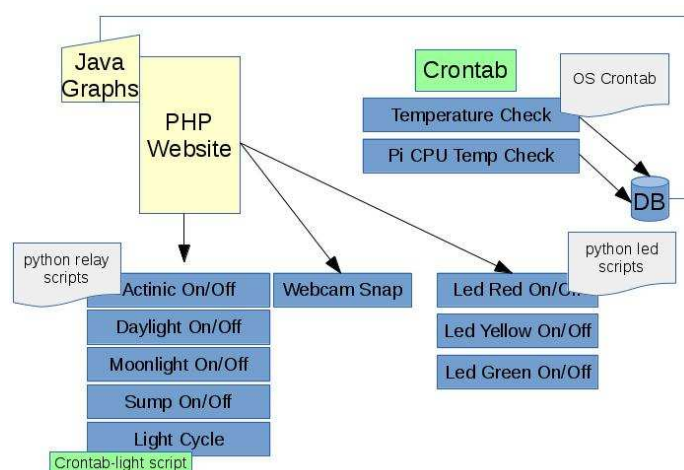 Java
Graphs
PHP
Website
Crontab
OS Crontab
Temperature Check
Pi CPU Temp Check
DB
python relay
scripts
python led
scripts
Actinic On/Off
Webcam Snap
Led Red On/Off
Daylight On/Off
Led Yellow On/Off
Moonlight On/Off
Led Green On/Off
Sump On/Off
Light Cycle
Crontab-light script